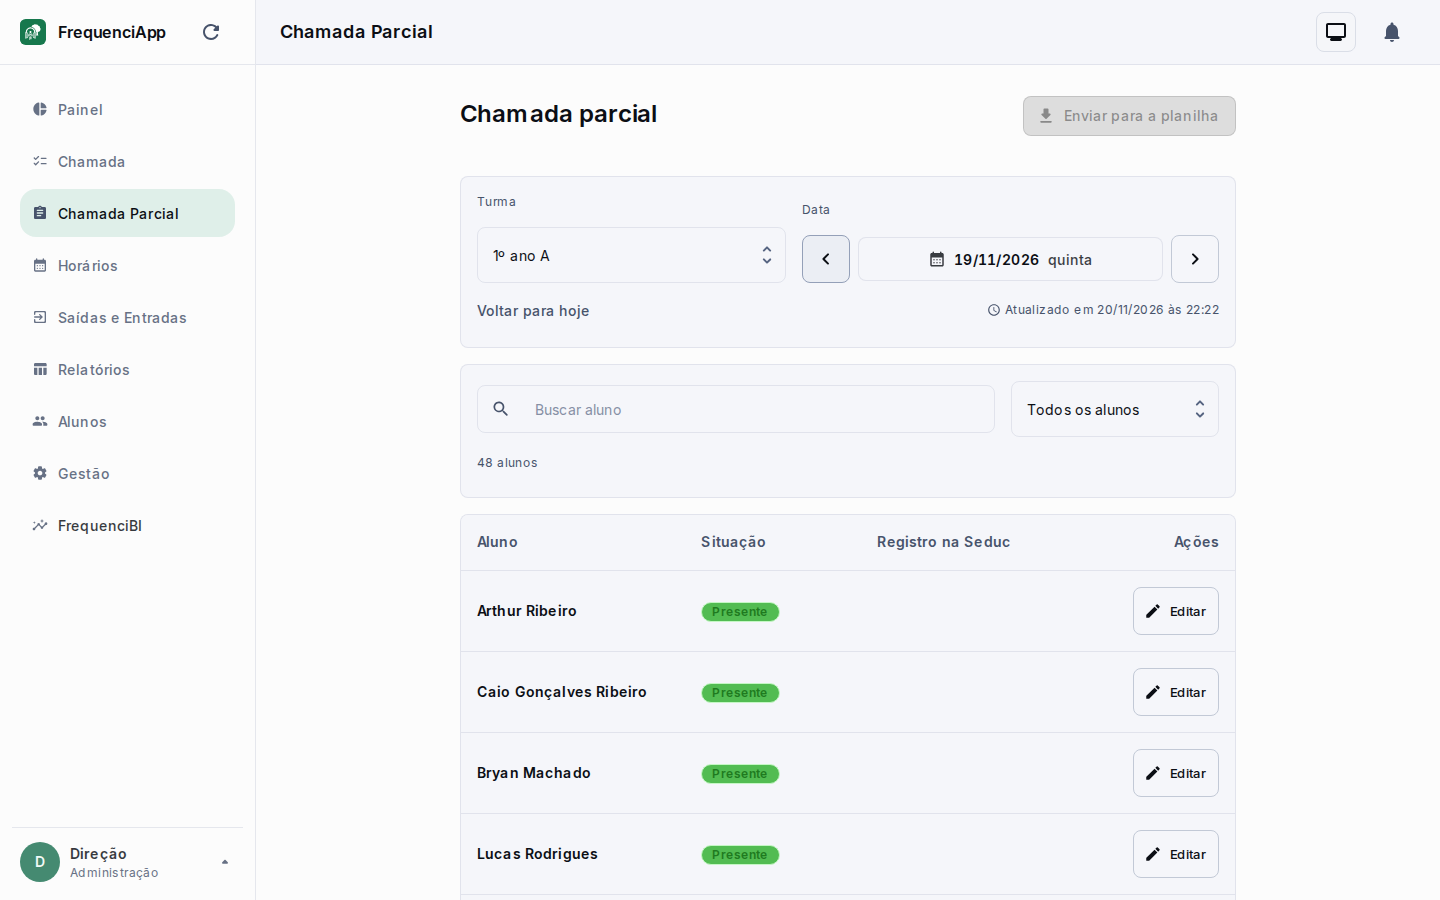 FrequenciApp
Chamada Parcial
Painel
Chamada
Chamada Parcial
Horários
Saídas e Entradas
Relatórios
Alunos
Gestão
FrequenciBI
D
Direção
Administração
Chamada parcial
Enviar para a planilha
Turma
Data
1º ano A
19/11/2026 quinta
Voltar para hoje
Atualizado em 20/11/2026 às 22:22
Buscar aluno
Todos os alunos
48 alunos
Aluno Situação Registro na Seduc Ações
Arthur Ribeiro Presente Editar
Caio Gonçalves Ribeiro Presente Editar
Bryan Machado Presente Editar
Lucas Rodrigues Presente Editar